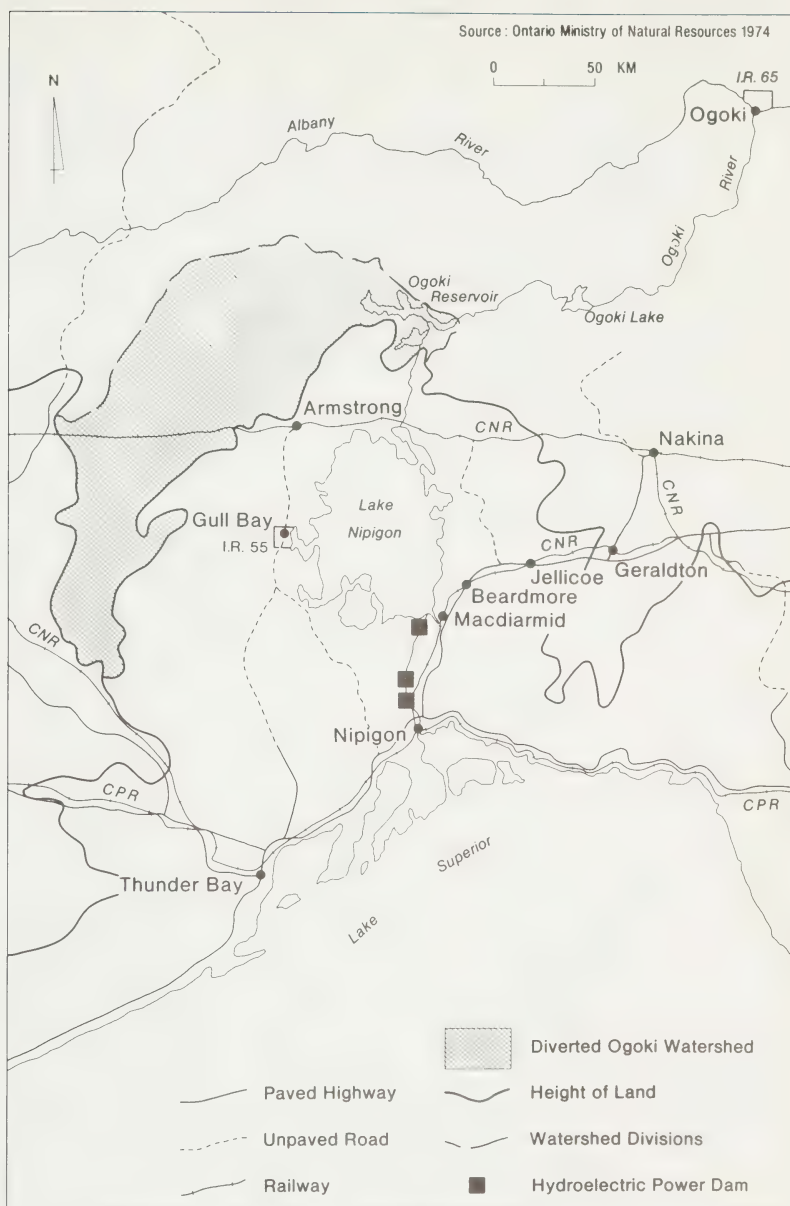 Source : Ontario Ministry of Natural Resources 1974
N
0 50 KM
I.R. 65
Ogoki
Albany
River
River
Ogoki
Ogoki
Reservoir
Ogoki Lake
Armstrong
CNR
Nakina
CNR
Lake
Nipigon
Gull Bay
I.R. 55
CNR
Jellicoe
Geraldton
Beardmore
Macdiarmid
CNR
Nipigon
CPR
CPR
Superior
Thunder Bay
Lake
Diverted Ogoki Watershed
Paved Highway
Height of Land
Unpaved Road
Watershed Divisions
Railway
Hydroelectric Power Dam